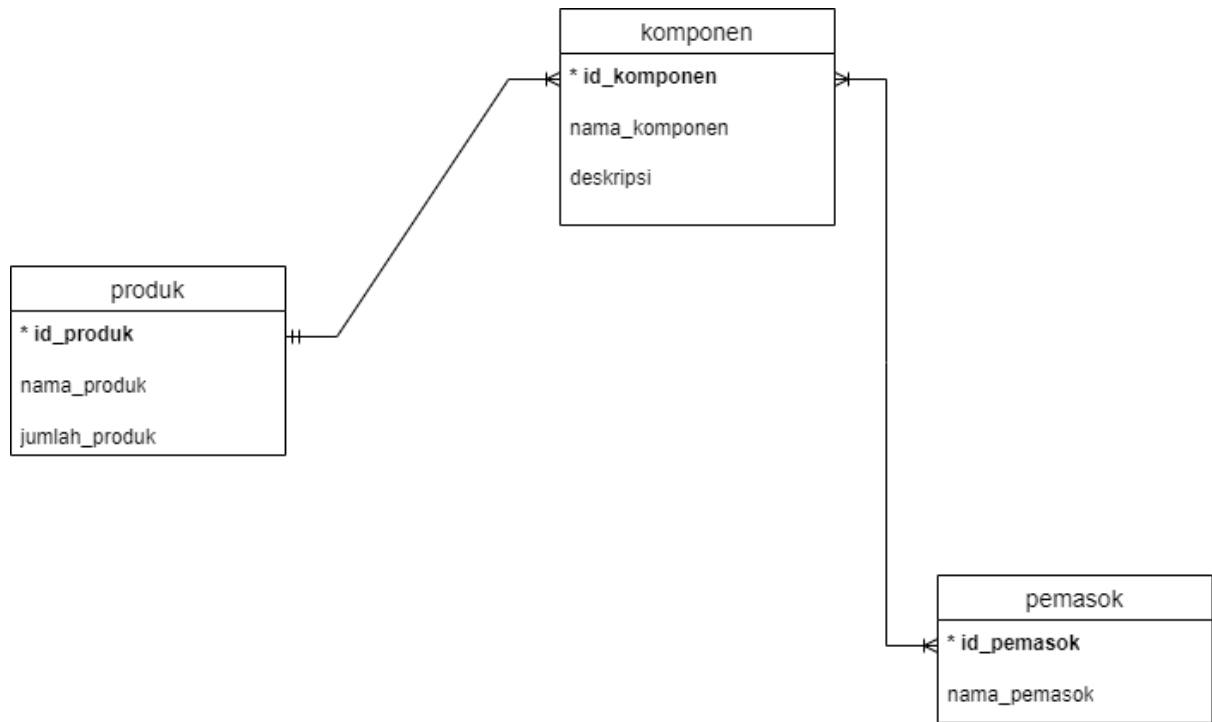 komponen
* id_komponen
nama_komponen
deskripsi
produk
* id_produk
nama_produk
jumlah_produk
pemasok
* id_pemasok
nama_pemasok